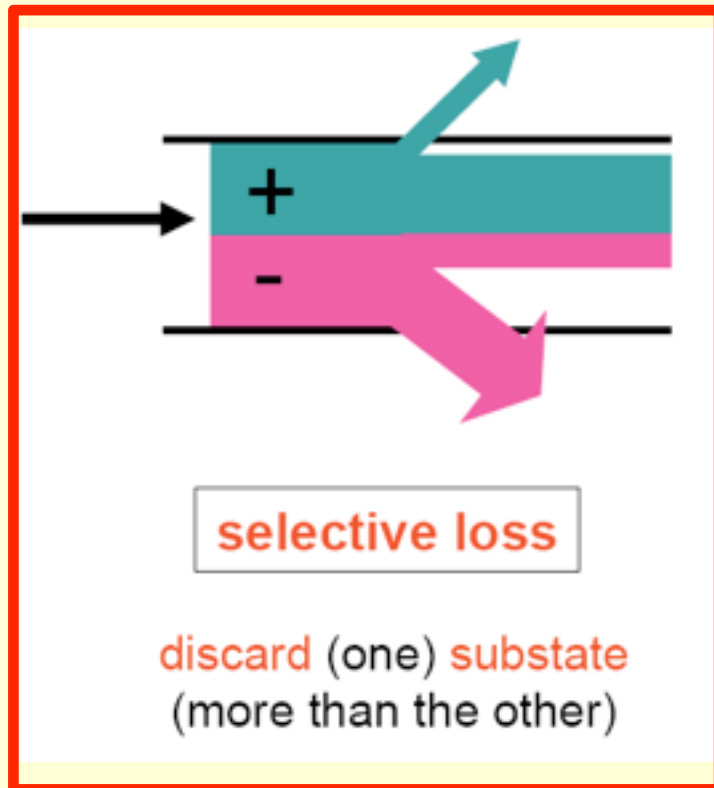 +
-
selective loss
discard (one) substate
(more than the other)